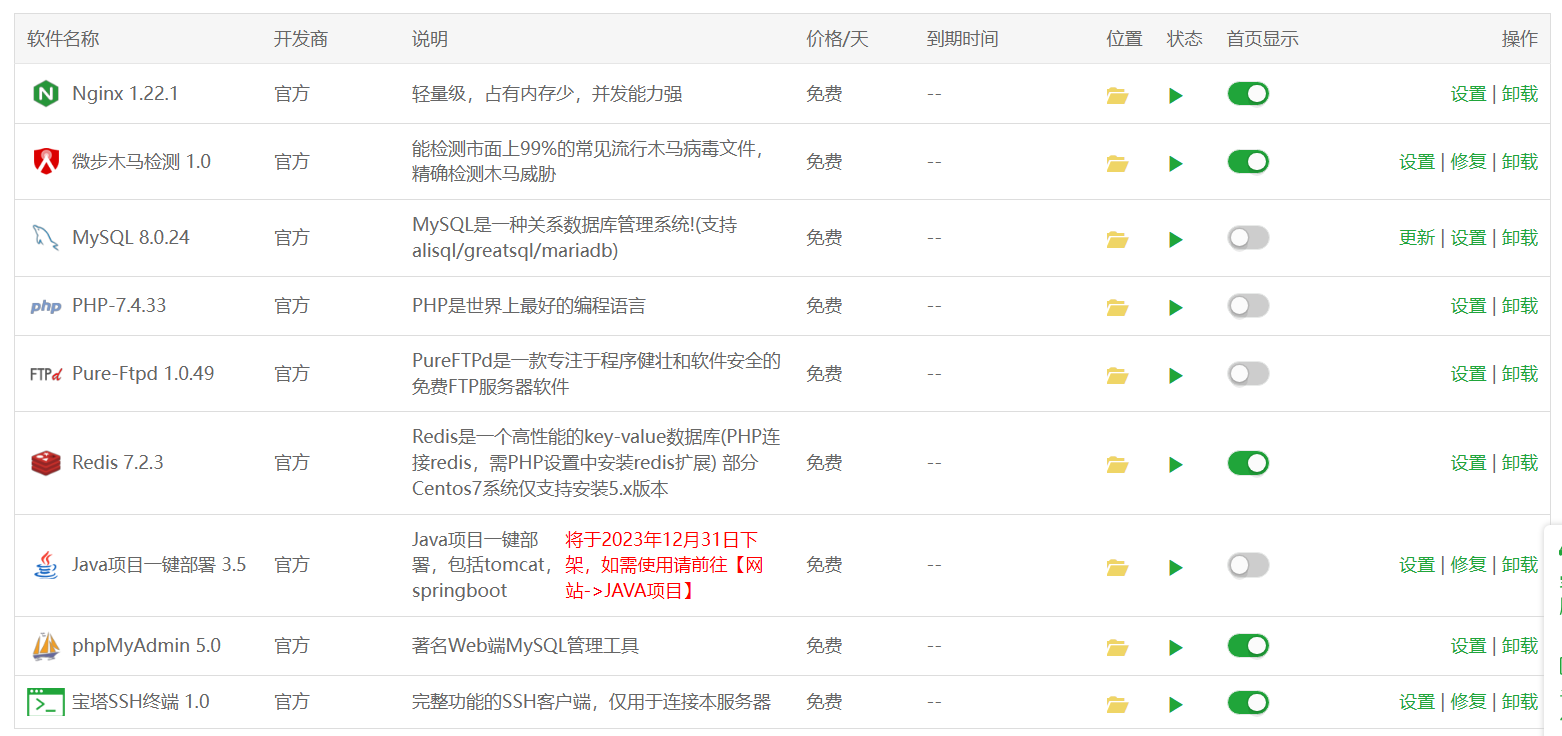 软件名称 开发商 说明 价格/天 到期时间 位置 状态 首页显示 操作
Nginx 1.22.1 官方 轻量级，占有内存少，并发能力强 免费 -- 设置 | 卸载
微步木马检测 1.0 官方 能检测市面上99%的常见流行木马病毒文件， 免费 -- 设置 | 修复 | 卸载
精确检测木马威胁
MySQL 8.0.24 官方 MySQL是一种关系数据库管理系统!(支持 免费 -- 更新 | 设置 | 卸载
alisql/greatsql/mariadb)
php PHP-7.4.33 官方 PHP是世界上最好的编程语言 免费 -- 设置 | 卸载
FTPd Pure-Ftpd 1.0.49 官方 PureFTPd是一款专注于程序健壮和软件安全的 免费 -- 设置 | 卸载
免费FTP服务器软件
Redis 7.2.3 官方 Redis是一个高性能的key-value数据库(PHP连 免费 -- 设置 | 卸载
接redis，需PHP设置中安装redis扩展) 部分
Centos7系统仅支持安装5.x版本
Java项目一键部署 3.5 官方 Java项目一键部 将于2023年12月31日下 免费 -- 设置 | 修复 | 卸载
署，包括tomcat， 架，如需使用请前往【网
springboot 站->JAVA项目】
phpMyAdmin 5.0 官方 著名Web端MySQL管理工具 免费 -- 设置 | 卸载
宝塔SSH终端 1.0 官方 完整功能的SSH客户端，仅用于连接本服务器 免费 -- 设置 | 修复 | 卸载